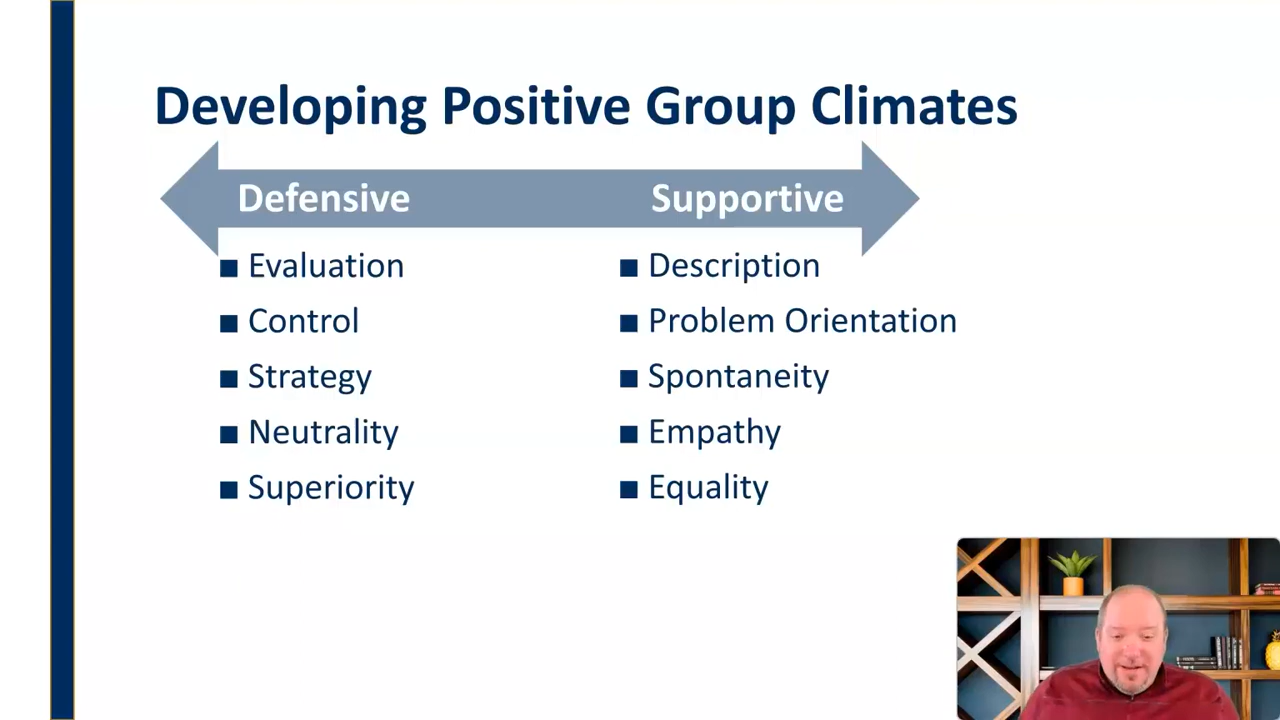 Developing Positive Group Climates
Defensive
Supportive
■ Evaluation
■ Control
■ Strategy
■ Neutrality
■ Superiority
■ Description
■ Problem Orientation
■ Spontaneity
■ Empathy
■ Equality